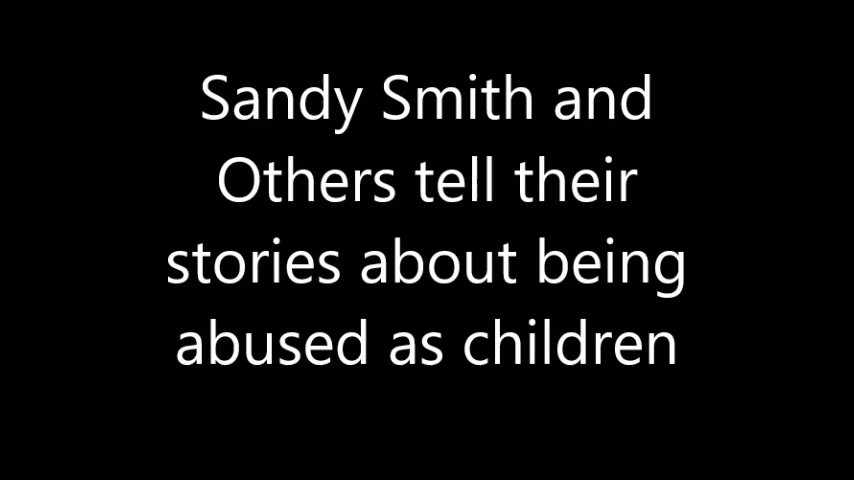 Sandy Smith and
Others tell their
stories about being
abused as children